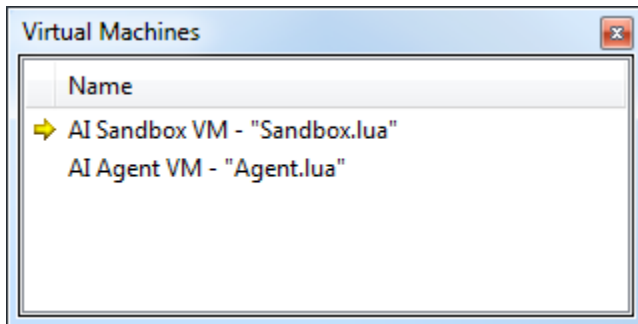 Virtual Machines
Name
AI Sandbox VM - "Sandbox.lua"
AI Agent VM - "Agent.lua"